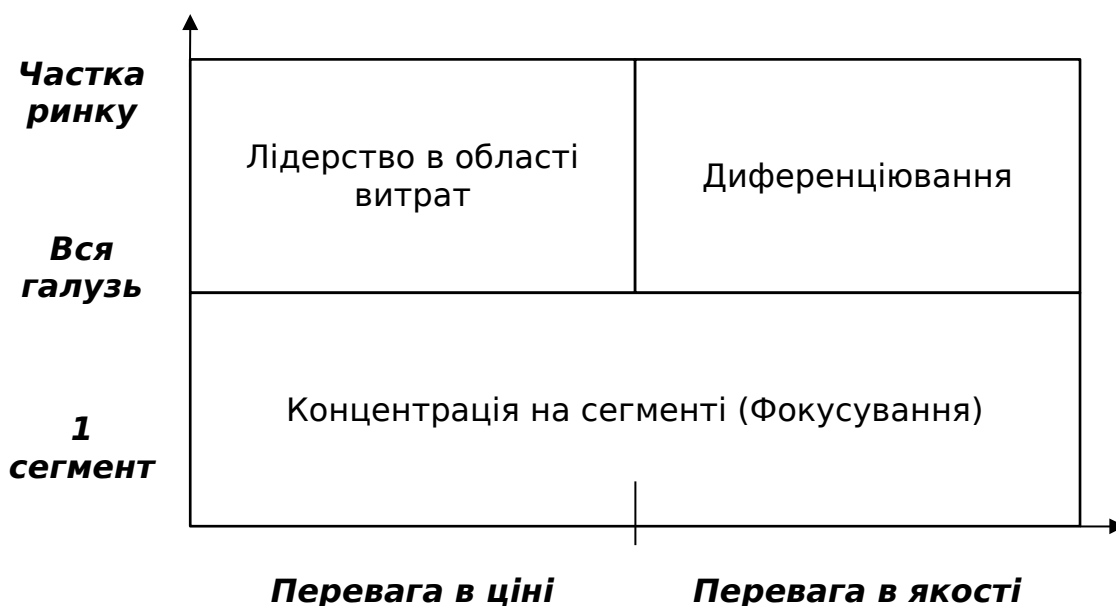 Частка
ринку
Лідерство в області
витрат
Диференціювання
Вся
галузь
Концентрація на сегменті (Фокусування)
1
сегмент
Перевага в ціні
Перевага в якості